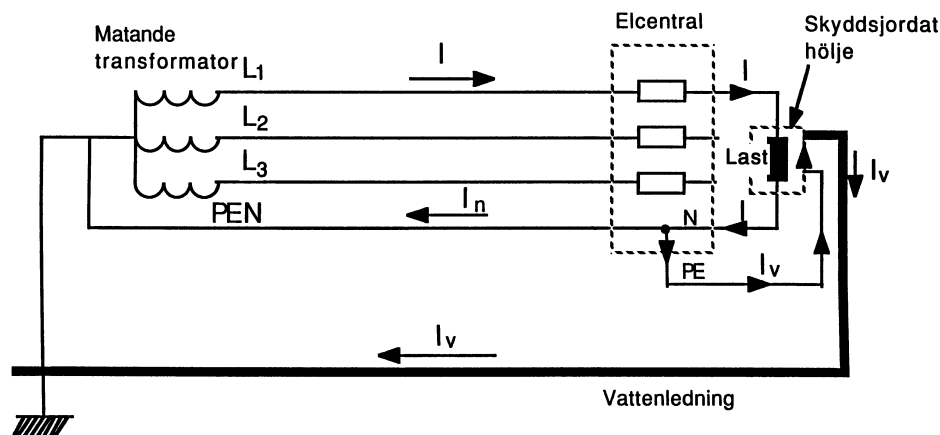 Matande
transformator
Elcentral
Skyddsjordat
hölje
L1
I
I
L2
L3
Last
Iv
PEN
In
N
I
PE
Iv
Iv
Vattenledning